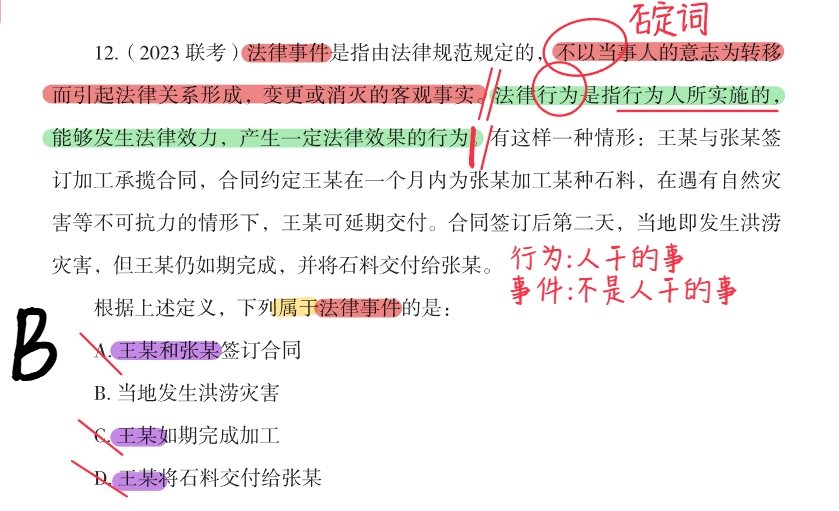 否定词
12.（2023 联考）法律事件是指由法律规范规定的，不以当事人的意志为转移
而引起法律关系形成，变更或消灭的客观事实。法律行为是指行为人所实施的，
能够发生法律效力，产生一定法律效果的行为。有这样一种情形：王某与张某签
订加工承揽合同，合同约定王某在一个月内为张某加工某种石料，在遇有自然灾
害等不可抗力的情形下，王某可延期交付。合同签订后第二天，当地即发生洪涝
灾害，但王某仍如期完成，并将石料交付给张某。
行为:人干的事
事件:不是人干的事
根据上述定义，下列属于法律事件的是：
B
A. 王某和张某签订合同
B. 当地发生洪涝灾害
C. 王某如期完成加工
D. 王某将石料交付给张某